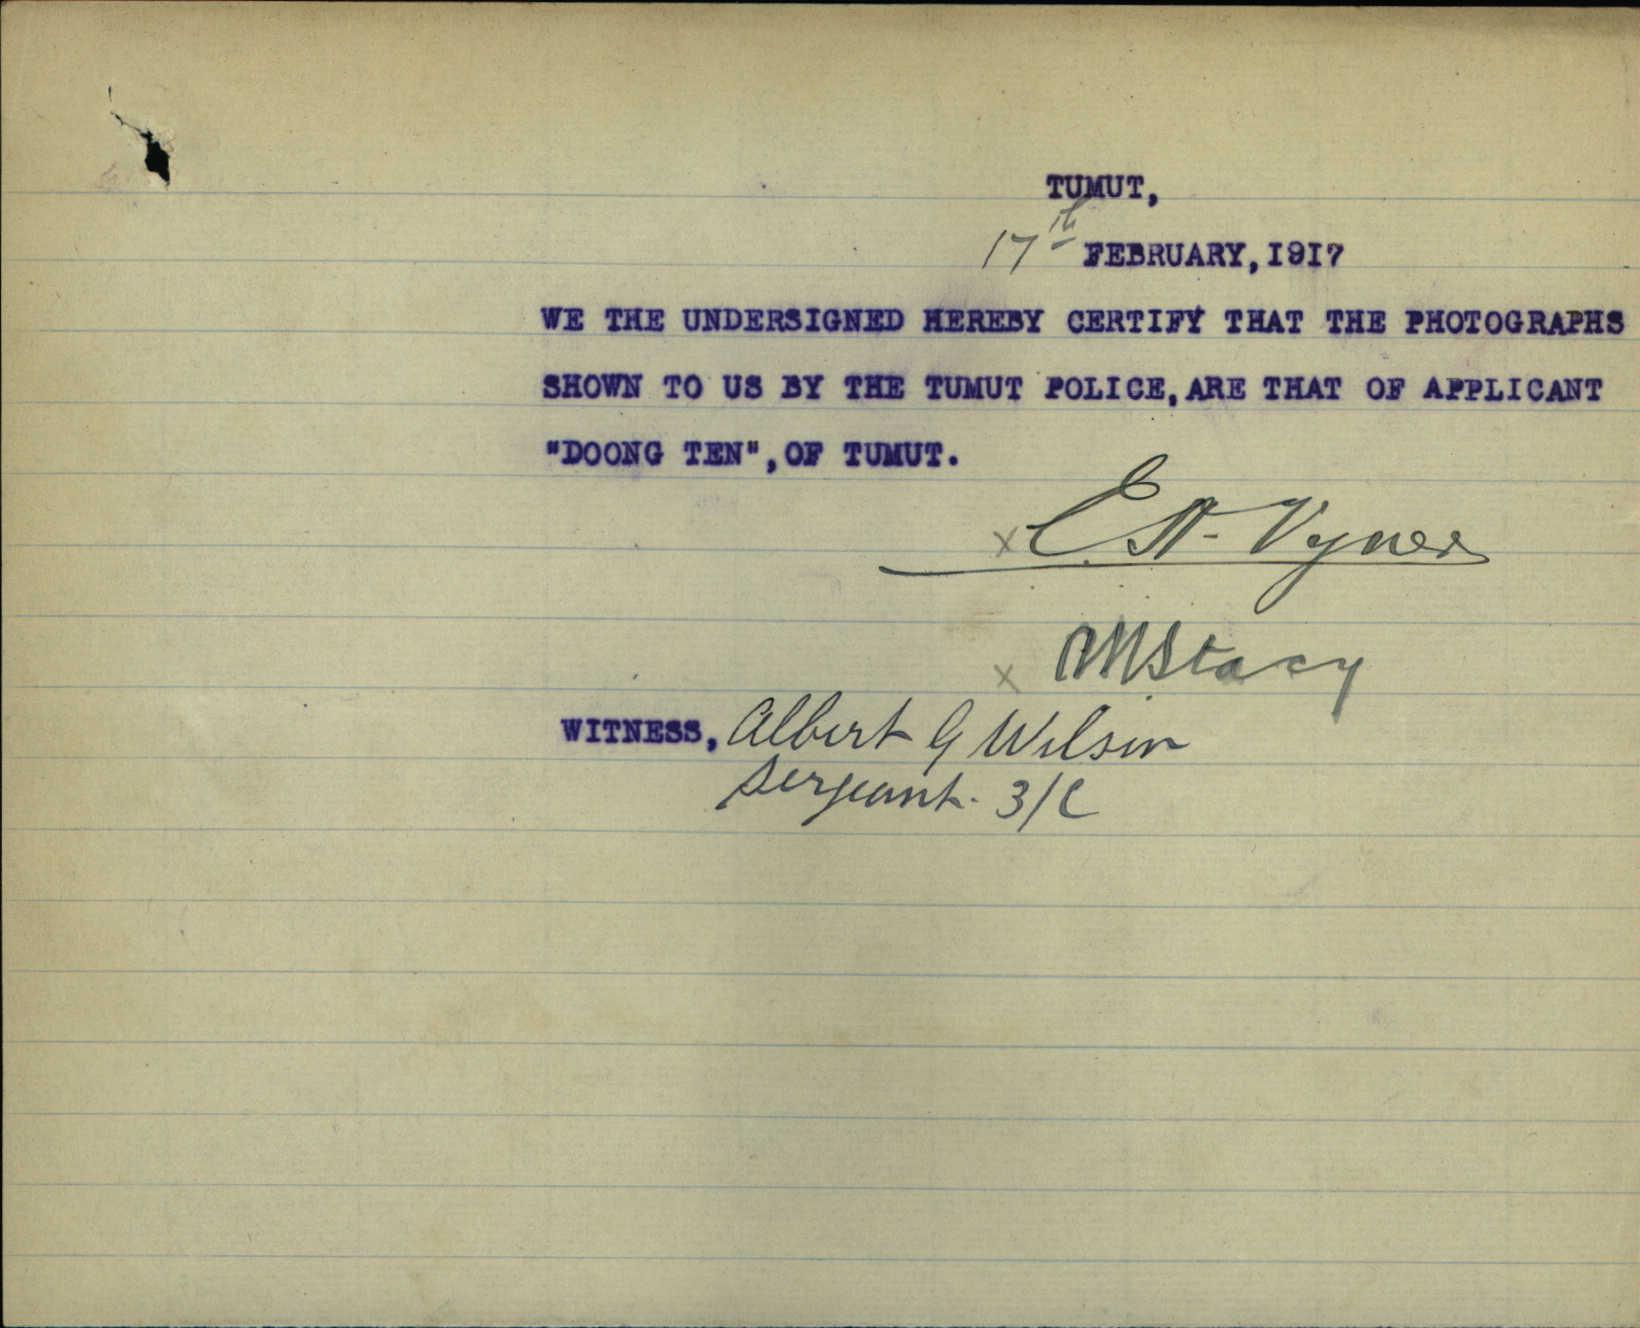 TUMUT,
17th FEBRUARY, 1917
WE THE UNDERSIGNED HEREBY CERTIFY THAT THE PHOTOGRAPHS
SHOWN TO US BY THE TUMUT POLICE, ARE THAT OF APPLICANT
"DOONG TEN", OF TUMUT.
x E. H. Vyner
x M Stacy
WITNESS, Albert G Wilson
Sergeant. 3/C